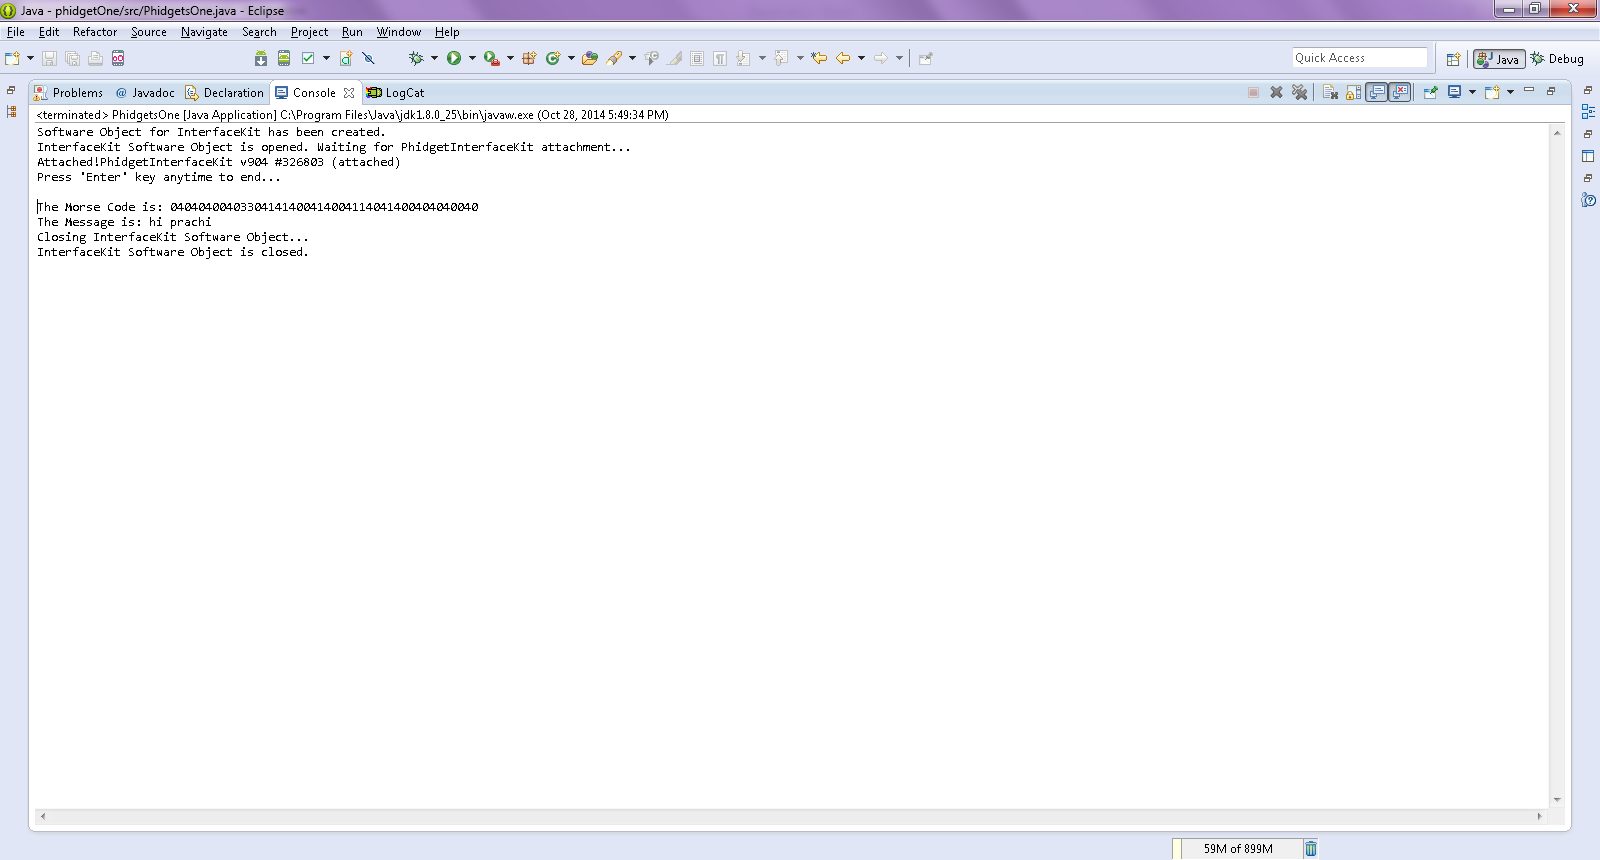 Java - phidgetOne/src/PhidgetsOne.java - Eclipse
File Edit Refactor Source Navigate Search Project Run Window Help
Quick Access
Java
Debug
Problems @ Javadoc Declaration Console LogCat
<terminated> PhidgetsOne [Java Application] C:\Program Files\Java\jdk1.8.0_25\bin\javaw.exe (Oct 28, 2014 5:49:34 PM)
Software Object for InterfaceKit has been created.
InterfaceKit Software Object is opened. Waiting for PhidgetInterfaceKit attachment...
Attached!PhidgetInterfaceKit v904 #326803 (attached)
Press 'Enter' key anytime to end...
The Morse Code is: 04040400403304141400414004114041400404040040
The Message is: hi prachi
Closing InterfaceKit Software Object...
InterfaceKit Software Object is closed.
59M of 899M